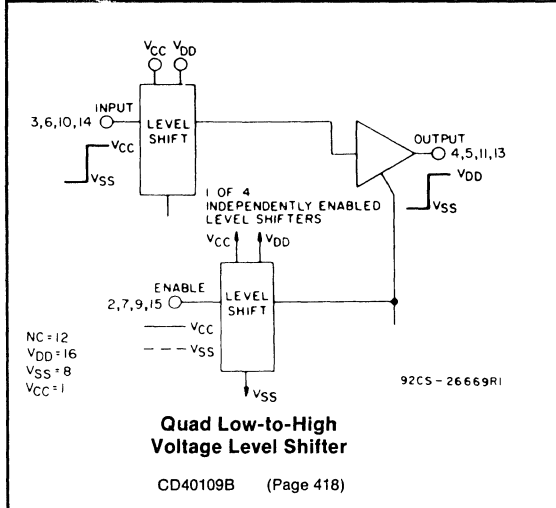 VCC VDD
INPUT
3,6,10,14
LEVEL
SHIFT
VCC
VSS
OUTPUT
4,5,11,13
VDD
VSS
1 OF 4
INDEPENDENTLY ENABLED
LEVEL SHIFTERS
VCC VDD
ENABLE
2,7,9,15
LEVEL
SHIFT
VCC
VSS
VSS
NC=12
VDD=16
VSS=8
VCC=1
92CS-26669R1
Quad Low-to-High
Voltage Level Shifter
CD40109B (Page 418)